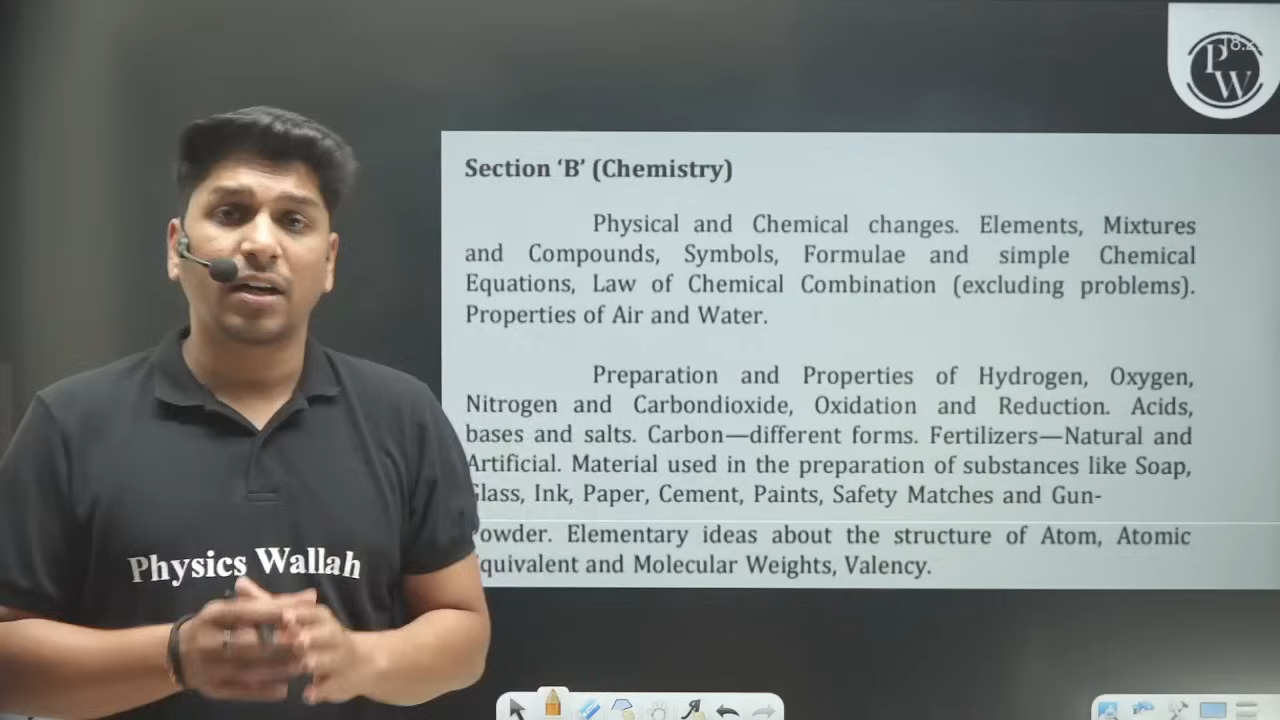 PW
Section ‘B’ (Chemistry)
Physical and Chemical changes. Elements, Mixtures
and Compounds, Symbols, Formulae and simple Chemical
Equations, Law of Chemical Combination (excluding problems).
Properties of Air and Water.
Preparation and Properties of Hydrogen, Oxygen,
Nitrogen and Carbondioxide, Oxidation and Reduction. Acids,
bases and salts. Carbon—different forms. Fertilizers—Natural and
Artificial. Material used in the preparation of substances like Soap,
Glass, Ink, Paper, Cement, Paints, Safety Matches and Gun-
Powder. Elementary ideas about the structure of Atom, Atomic
Equivalent and Molecular Weights, Valency.
Physics Wallah